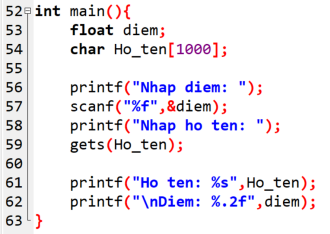 52 int main(){
53     float diem;
54     char Ho_ten[1000];
55
56     printf("Nhap diem: ");
57     scanf("%f",&diem);
58     printf("Nhap ho ten: ");
59     gets(Ho_ten);
60
61     printf("Ho ten: %s",Ho_ten);
62     printf("\nDiem: %.2f",diem);
63 }